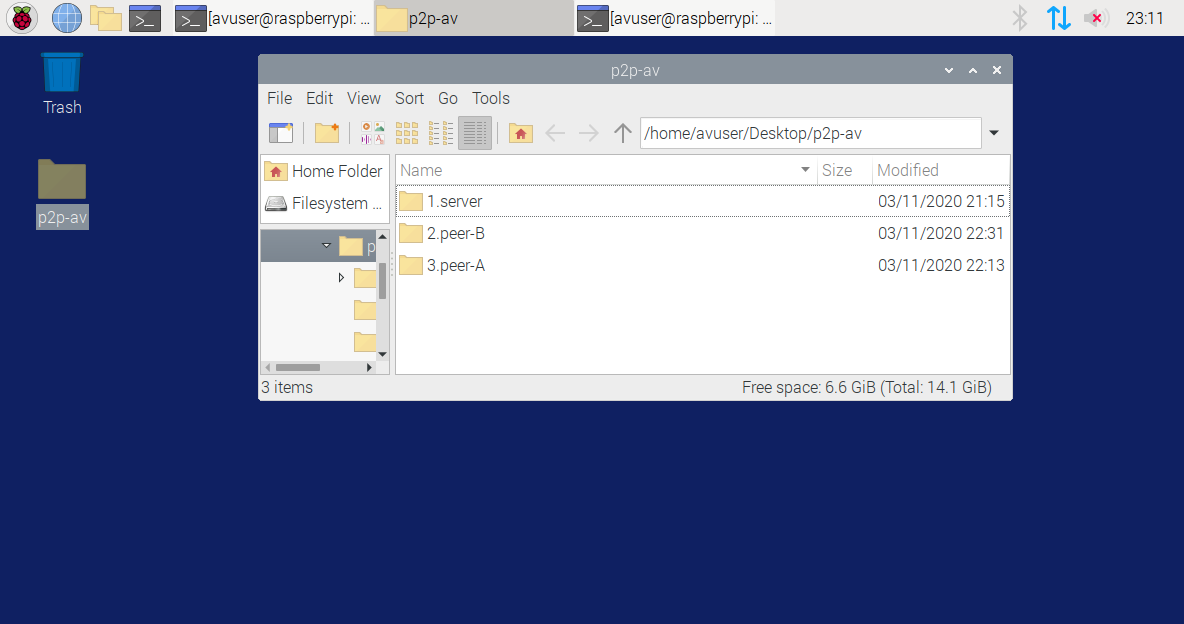 [avuser@raspberrypi: ... p2p-av [avuser@raspberrypi: ... 23:11
Trash
p2p-av
p2p-av
File Edit View Sort Go Tools
/home/avuser/Desktop/p2p-av
Home Folder
Filesystem ...
p
Name Size Modified
1.server 03/11/2020 21:15
2.peer-B 03/11/2020 22:31
3.peer-A 03/11/2020 22:13
3 items Free space: 6.6 GiB (Total: 14.1 GiB)